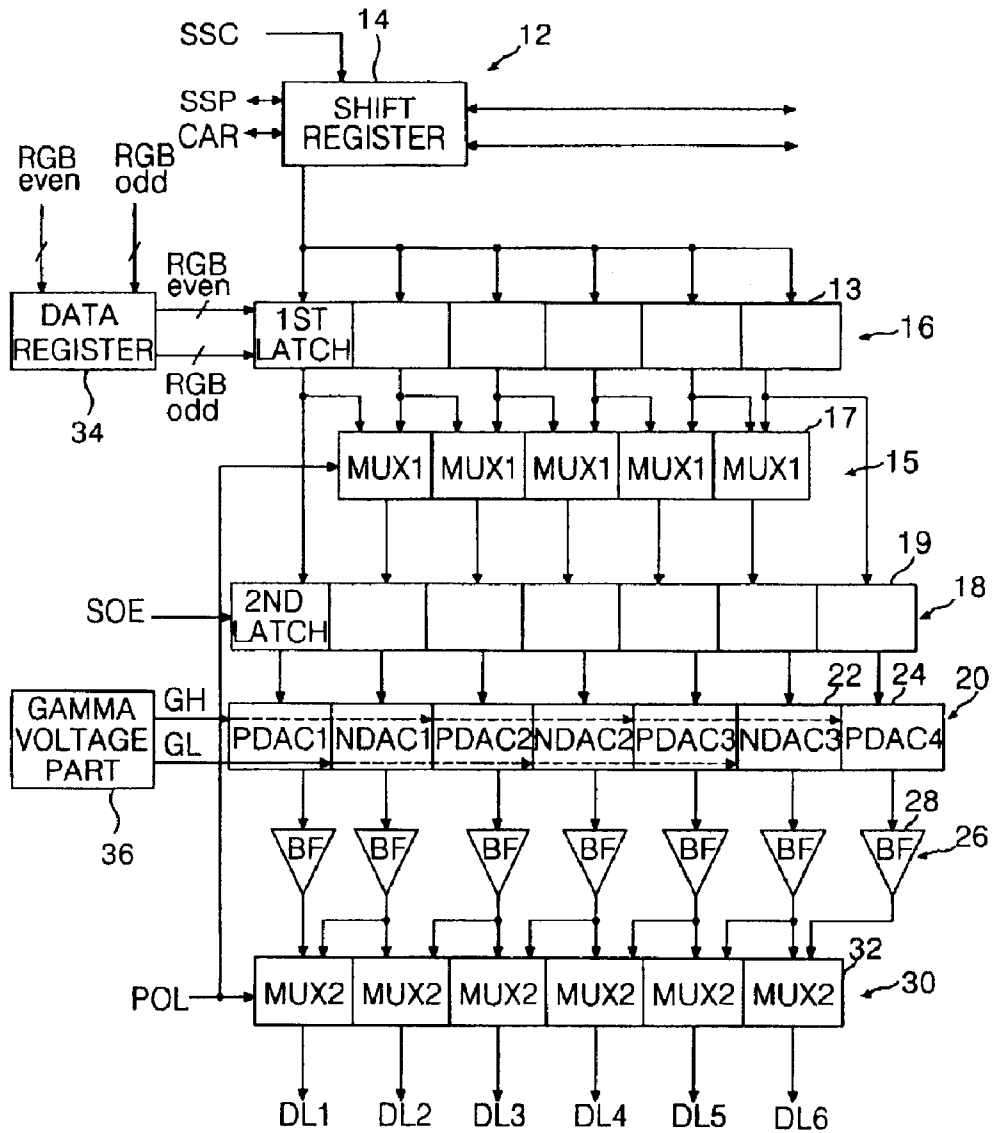 14
SSC
12
SSP
CAR
SHIFT
REGISTER
RGB
even
RGB
odd
RGB
even
13
DATA
REGISTER
1ST
LATCH
16
RGB
odd
34
17
MUX1
MUX1
MUX1
MUX1
MUX1
15
19
SOE
2ND
LATCH
18
22
24
20
GAMMA
VOLTAGE
PART
GH
GL
PDAC1
NDAC1
PDAC2
NDAC2
PDAC3
NDAC3
PDAC4
36
28
BF
BF
BF
BF
BF
BF
BF
26
32
POL
MUX2
MUX2
MUX2
MUX2
MUX2
MUX2
30
DL1
DL2
DL3
DL4
DL5
DL6